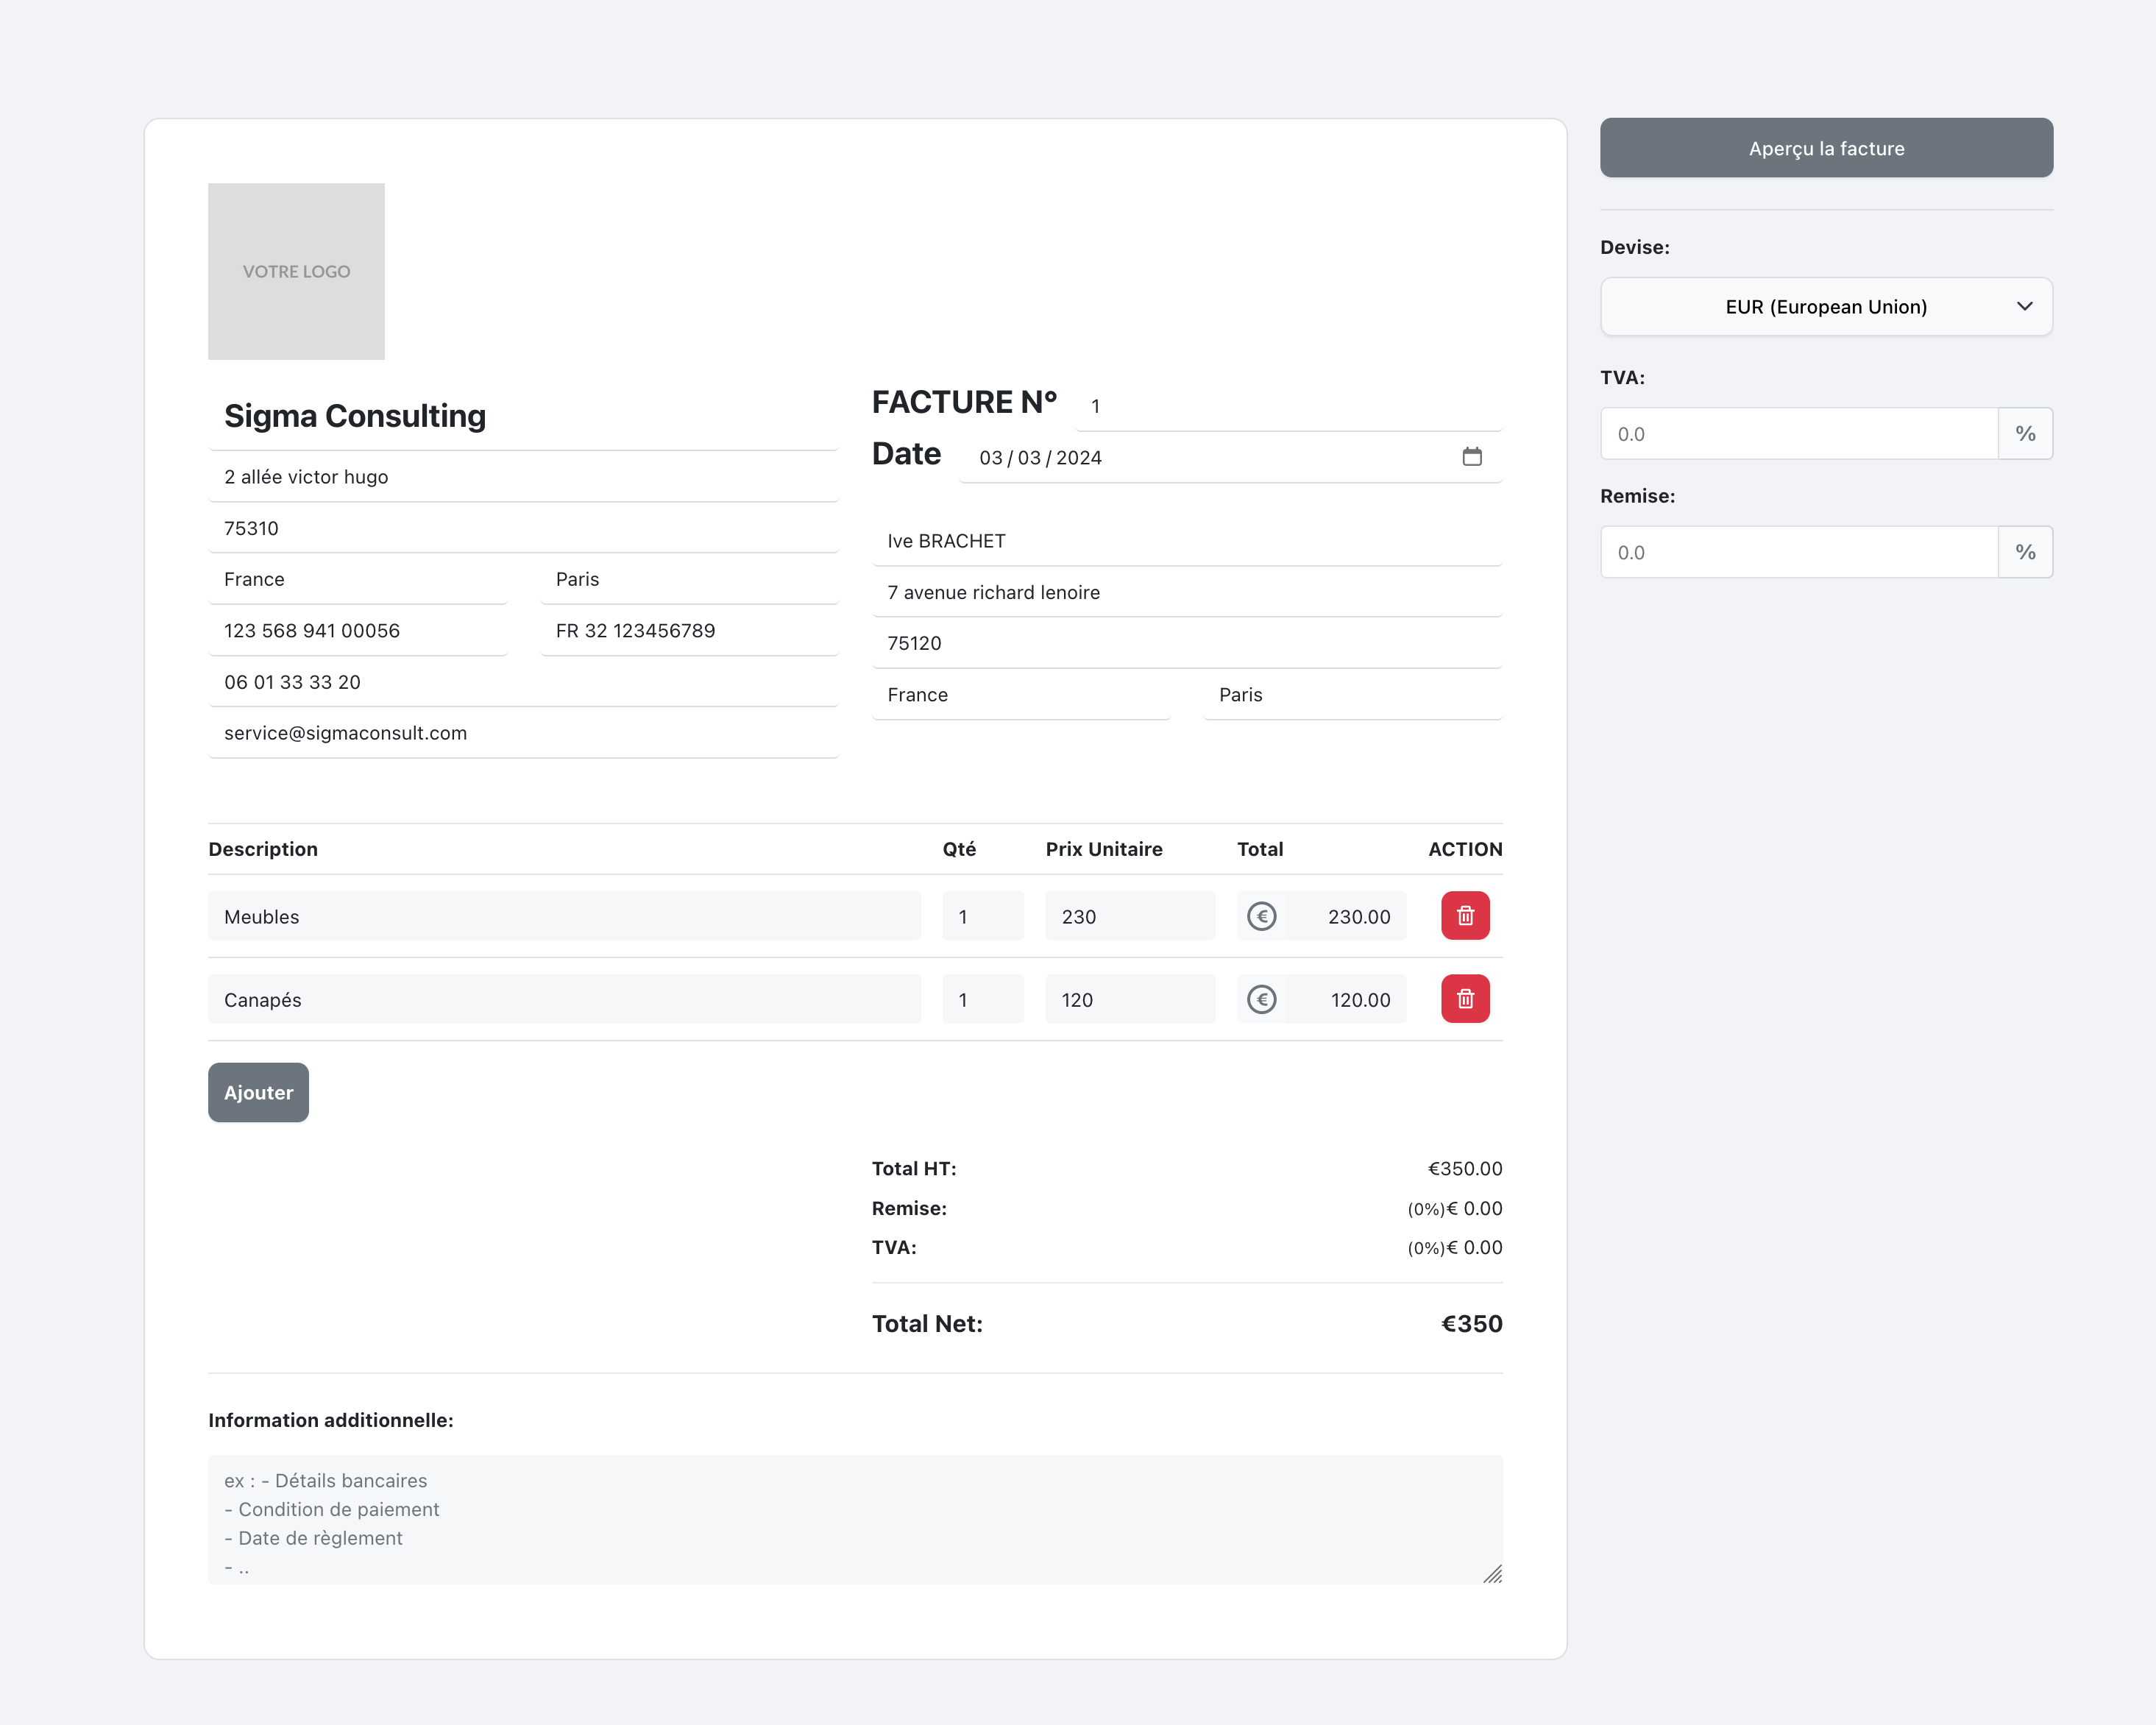 VOTRE LOGO
Sigma Consulting
2 allée victor hugo
75310
France Paris
123 568 941 00056 FR 32 123456789
06 01 33 33 20
service@sigmaconsult.com
FACTURE N° 1
Date 03/03/2024
Ive BRACHET
7 avenue richard lenoire
75120
France Paris
Description Qté Prix Unitaire Total ACTION
Meubles 1 230 € 230.00
Canapés 1 120 € 120.00
Ajouter
Total HT: €350.00
Remise: (0%)€ 0.00
TVA: (0%)€ 0.00
Total Net: €350
Information additionnelle:
ex : - Détails bancaires
- Condition de paiement
- Date de règlement
- ..
Aperçu la facture
Devise:
EUR (European Union)
TVA:
0.0 %
Remise:
0.0 %